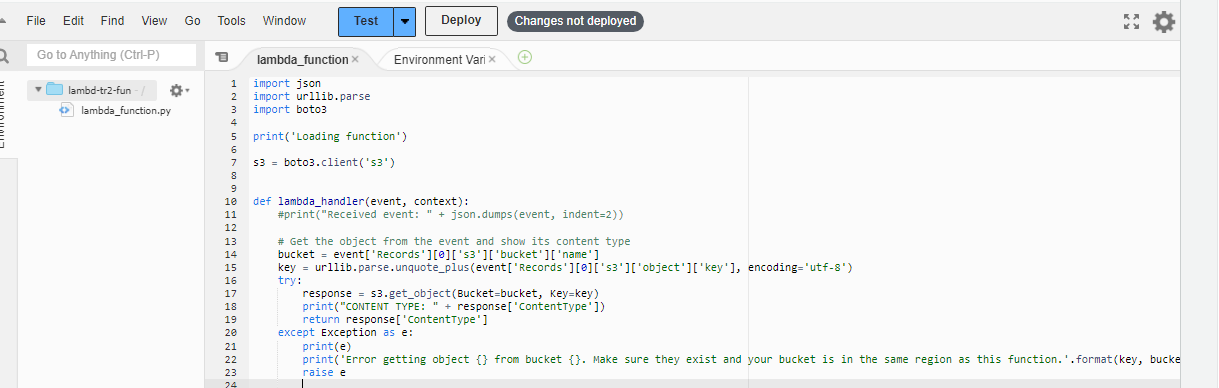 File Edit Find View Go Tools Window Test Deploy Changes not deployed
Go to Anything (Ctrl-P)
lambda_function × Environment Vari ×
lambd-tr2-fun - /
lambda_function.py
1 import json
2 import urllib.parse
3 import boto3
4
5 print('Loading function')
6
7 s3 = boto3.client('s3')
8
9
10 def lambda_handler(event, context):
11 #print("Received event: " + json.dumps(event, indent=2))
12
13 # Get the object from the event and show its content type
14 bucket = event['Records'][0]['s3']['bucket']['name']
15 key = urllib.parse.unquote_plus(event['Records'][0]['s3']['object']['key'], encoding='utf-8')
16 try:
17 response = s3.get_object(Bucket=bucket, Key=key)
18 print("CONTENT TYPE: " + response['ContentType'])
19 return response['ContentType']
20 except Exception as e:
21 print(e)
22 print('Error getting object {} from bucket {}. Make sure they exist and your bucket is in the same region as this function.'.format(key, bucke
23 raise e
24